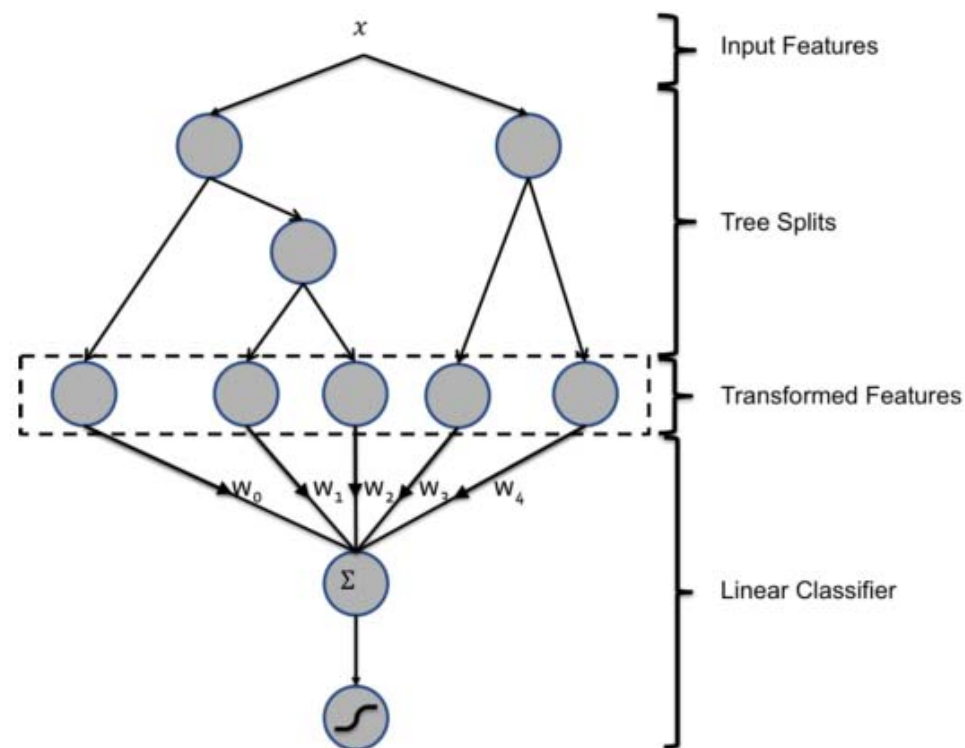 x
Input Features
Tree Splits
Transformed Features
W₀ W₁ W₂ W₃ W₄
Σ
Linear Classifier